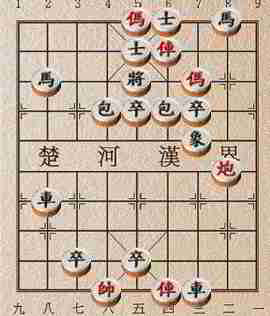 1 2 3 4 5 6 7 8 9
傌 士 馬
士 俥
馬 將 傌
包 卒 包 卒
象
楚 河 漢 界
炮
車
卒 卒
帥 俥 車
九 八 七 六 五 四 三 二 一